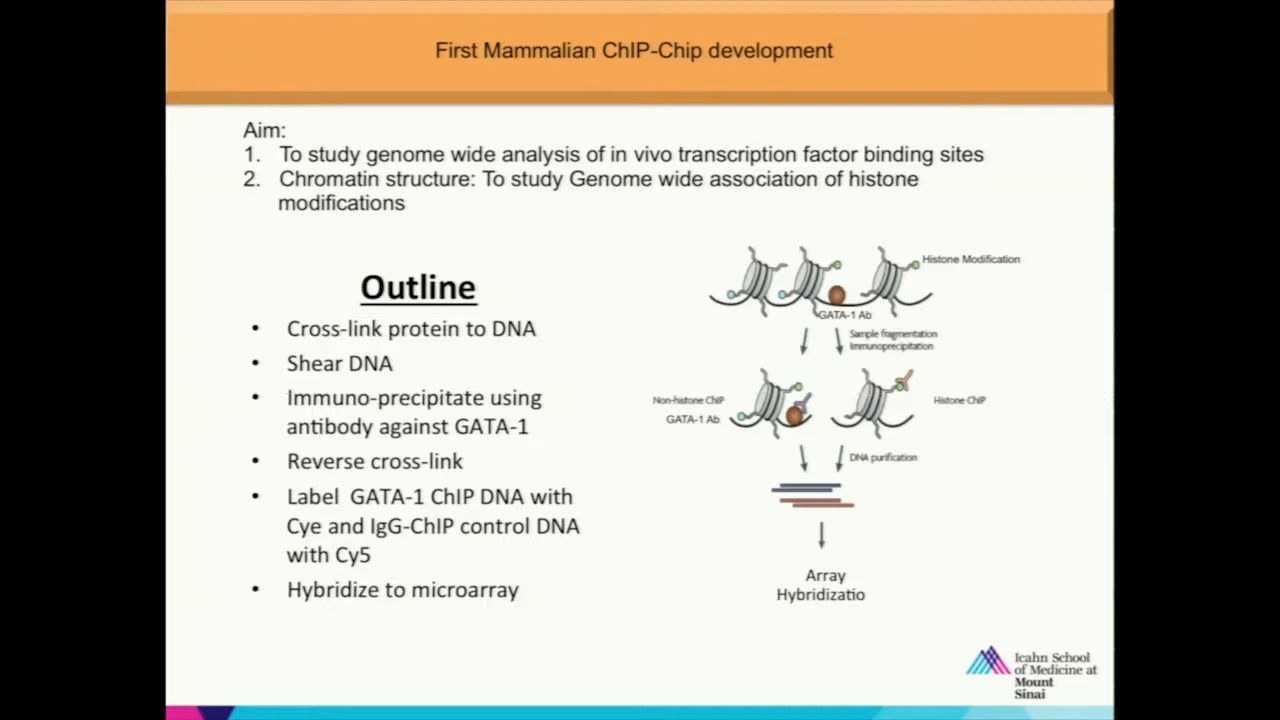 First Mammalian ChIP-Chip development
Aim:
1. To study genome wide analysis of in vivo transcription factor binding sites
2. Chromatin structure: To study Genome wide association of histone
modifications
Outline
• Cross-link protein to DNA
• Shear DNA
• Immuno-precipitate using
antibody against GATA-1
• Reverse cross-link
• Label GATA-1 ChIP DNA with
Cye and IgG-ChIP control DNA
with Cy5
• Hybridize to microarray
Histone Modification
GATA-1 Ab
Sample fragmentation
Immunoprecipitation
Non-histone ChIP
GATA-1 Ab
Histone ChIP
DNA purification
Array
Hybridizatio
Icahn School
of Medicine at
Mount
Sinai